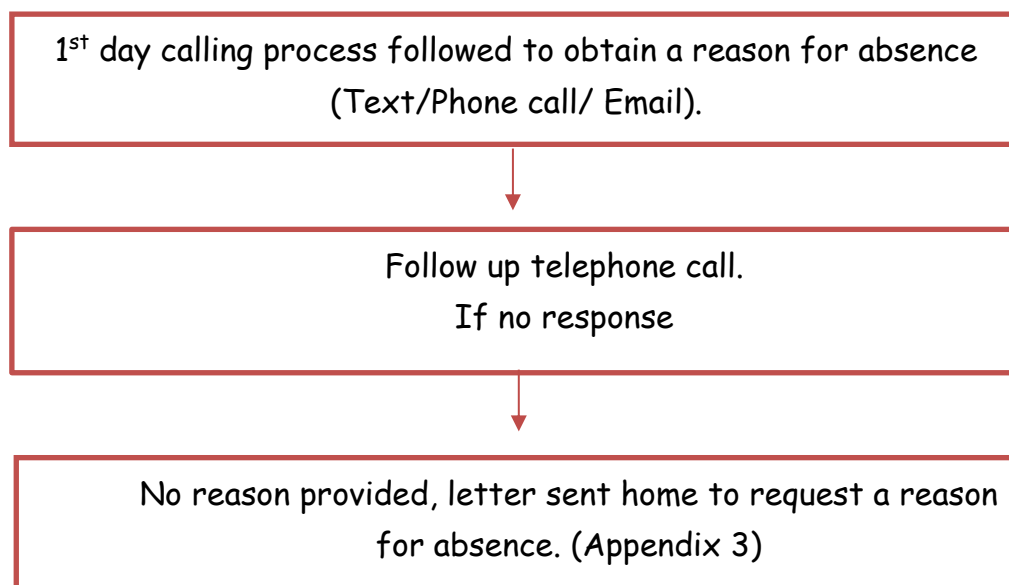 1st day calling process followed to obtain a reason for absence
(Text/Phone call/ Email).
Follow up telephone call.
If no response
No reason provided, letter sent home to request a reason
for absence. (Appendix 3)